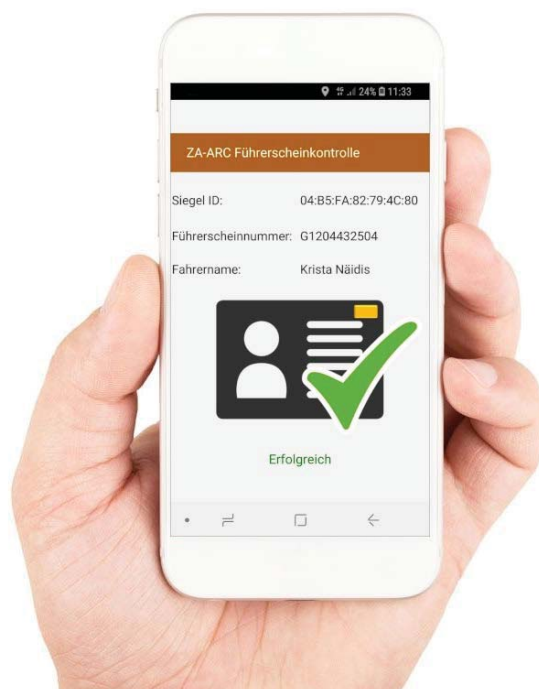 24% 11:33
ZA-ARC Führerscheinkontrolle
Siegel ID: 04:B5:FA:82:79:4C:80
Führerscheinnummer: G1204432504
Fahrername: Krista Näidis
Erfolgreich